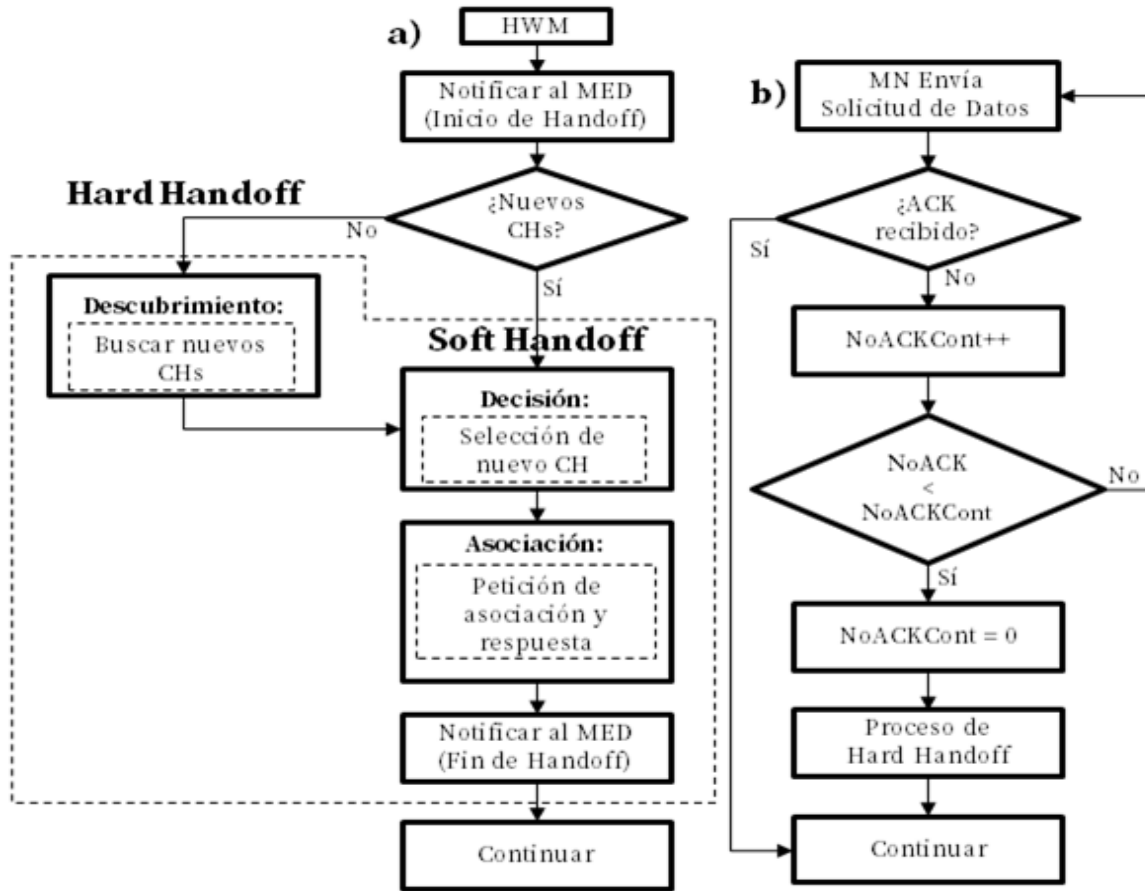 a)
HWM
Notificar al MED
(Inicio de Handoff)
Hard Handoff
¿Nuevos
CHs?
No
Sí
Descubrimiento:
Buscar nuevos
CHs
Soft Handoff
Decisión:
Selección de
nuevo CH
Asociación:
Petición de
asociación y
respuesta
Notificar al MED
(Fin de Handoff)
Continuar
b)
MN Envía
Solicitud de Datos
¿ACK
recibido?
Sí
No
NoACKCont++
NoACK
<
NoACKCont
No
Sí
NoACKCont = 0
Proceso de
Hard Handoff
Continuar